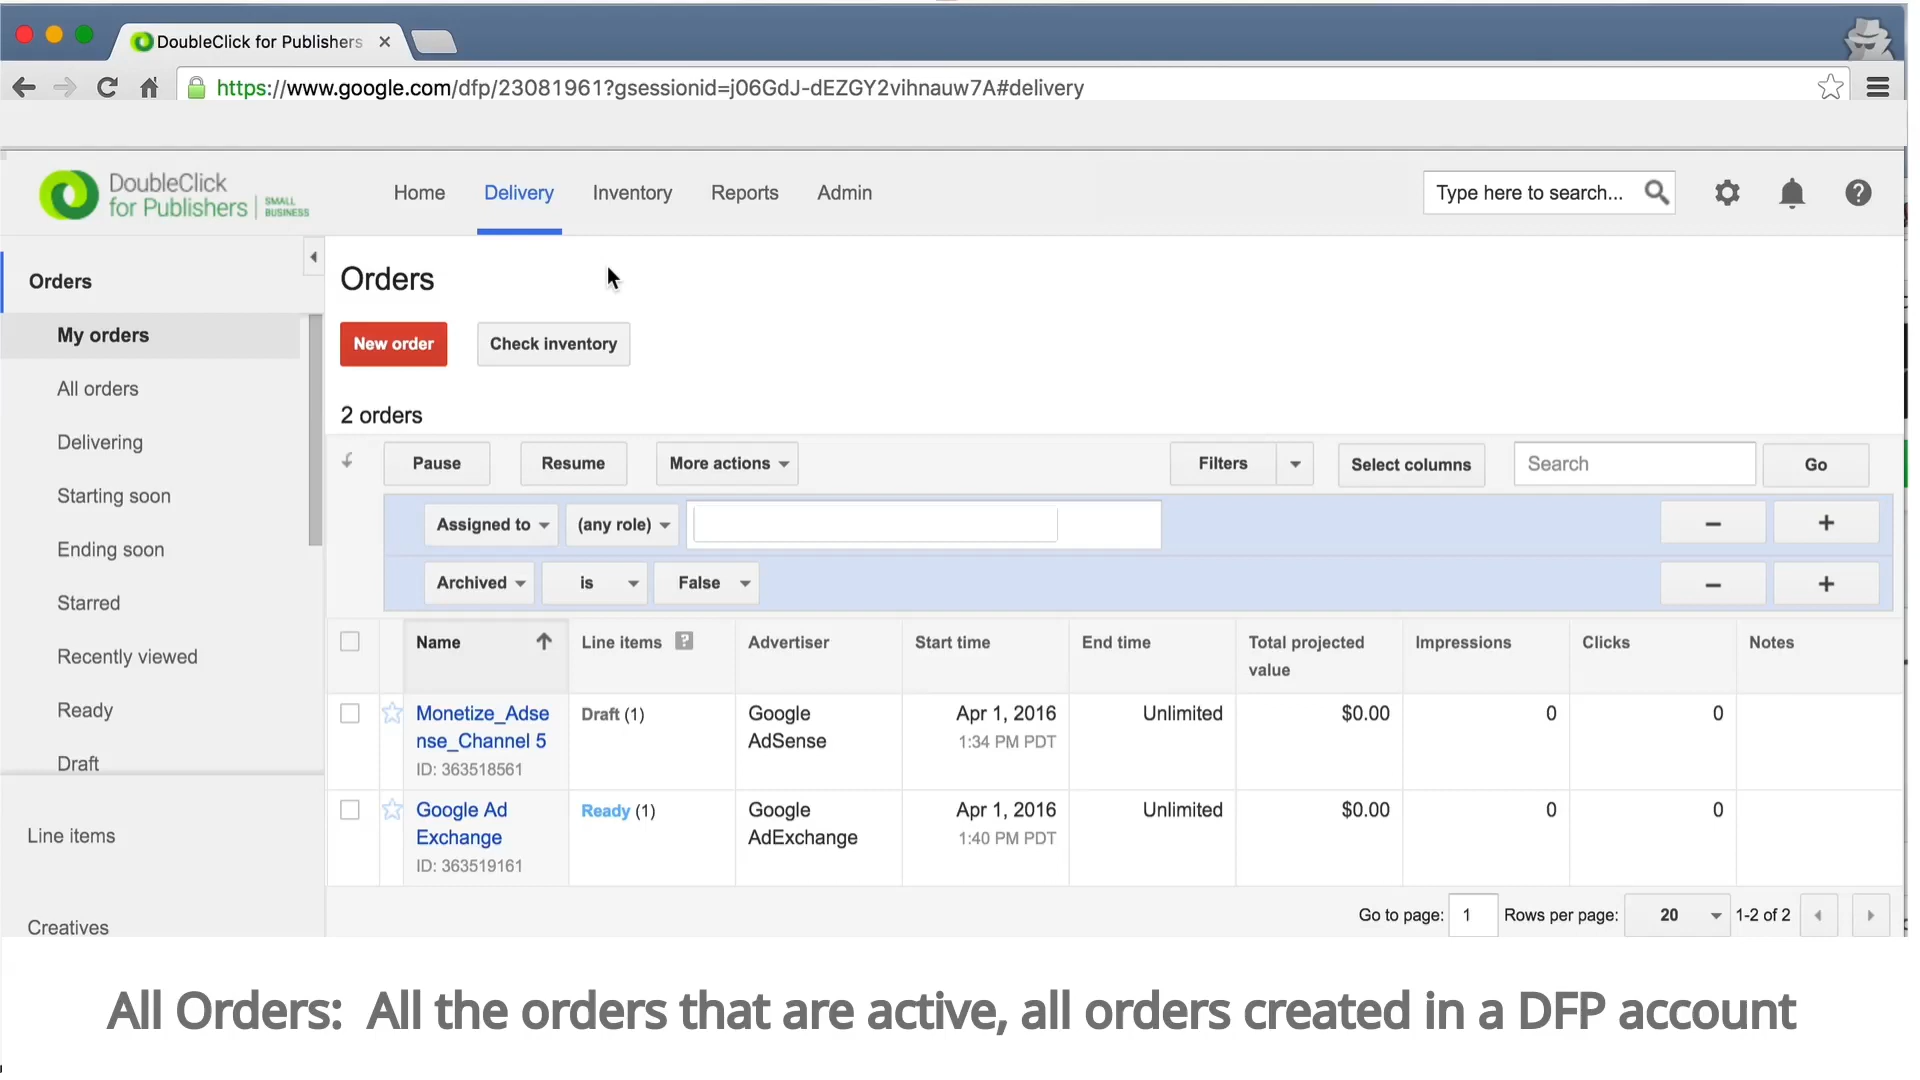 DoubleClick for Publishers
https://www.google.com/dfp/23081961?gsessionid=j06GdJ-dEZGY2vihnauw7A#delivery
DoubleClick
for Publishers
SMALL
BUSINESS
Home
Delivery
Inventory
Reports
Admin
Type here to search...
Orders
My orders
All orders
Delivering
Starting soon
Ending soon
Starred
Recently viewed
Ready
Draft
Line items
Creatives
Orders
New order
Check inventory
2 orders
Pause
Resume
More actions
Filters
Select columns
Search
Go
Assigned to
(any role)
− +
Archived
is
False
− +
Name
Line items ?
Advertiser
Start time
End time
Total projected
value
Impressions
Clicks
Notes
Monetize_Adse
nse_Channel 5
ID: 363518561
Draft (1)
Google
AdSense
Apr 1, 2016
1:34 PM PDT
Unlimited
$0.00
0
0
Google Ad
Exchange
ID: 363519161
Ready (1)
Google
AdExchange
Apr 1, 2016
1:40 PM PDT
Unlimited
$0.00
0
0
Go to page: 1 Rows per page: 20 1-2 of 2
All Orders: All the orders that are active, all orders created in a DFP account